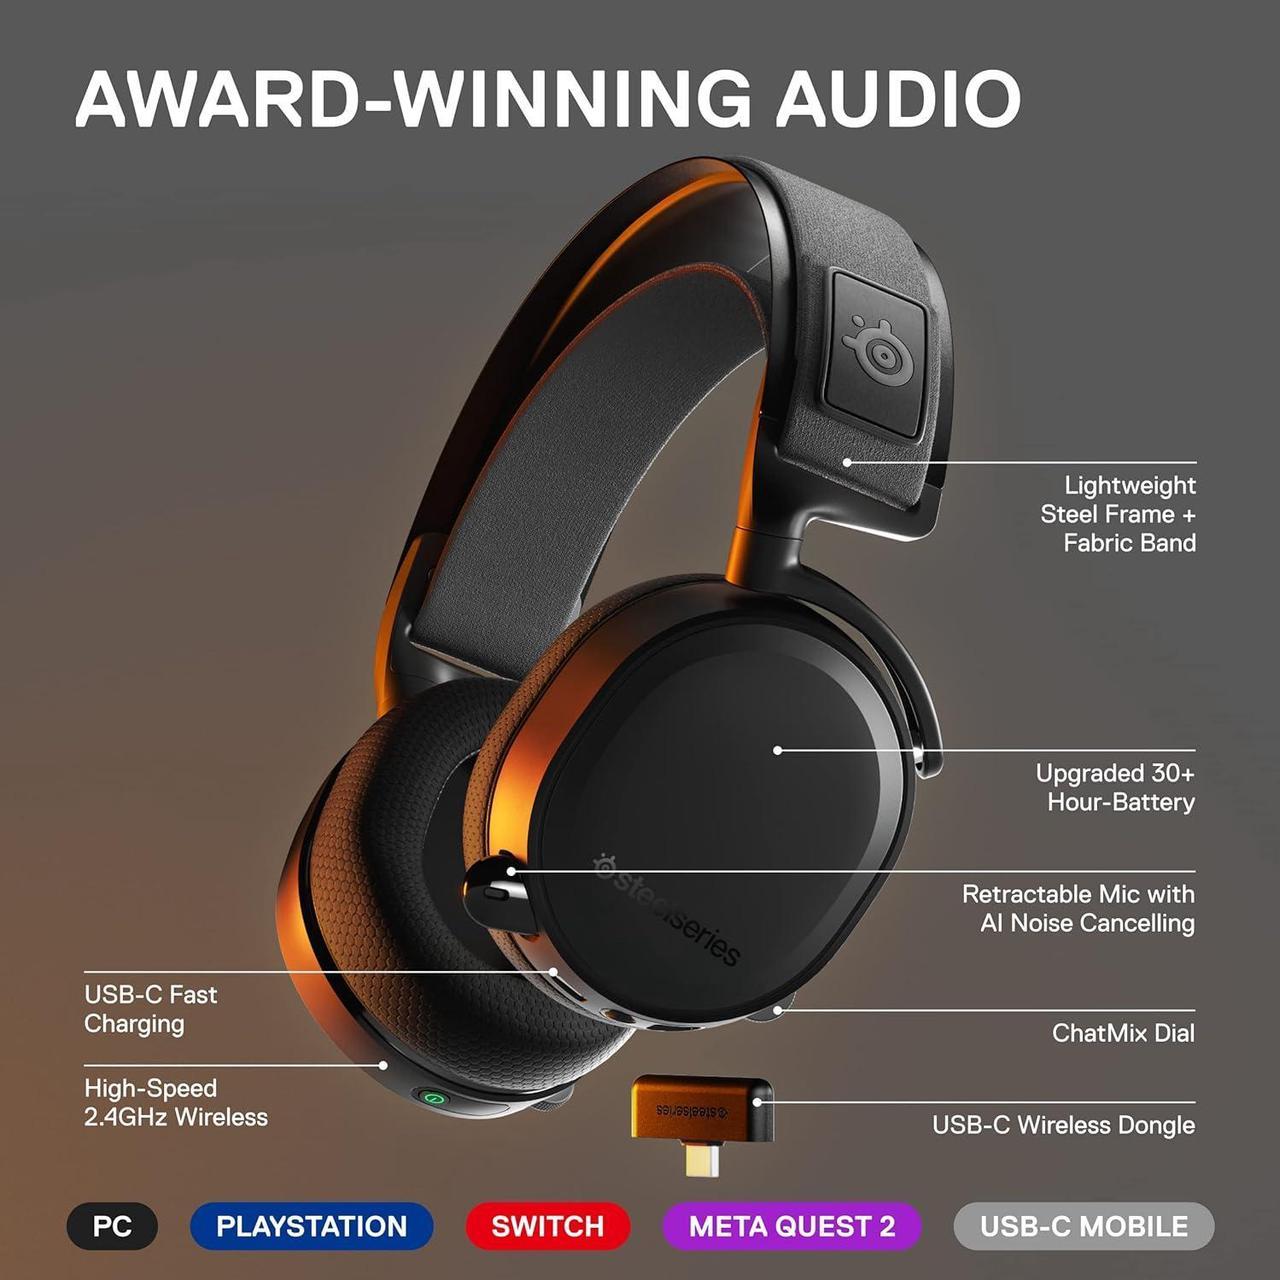 AWARD-WINNING AUDIO
Lightweight
Steel Frame +
Fabric Band
Upgraded 30+
Hour-Battery
Retractable Mic with
AI Noise Cancelling
steelseries
USB-C Fast
Charging
ChatMix Dial
High-Speed
2.4GHz Wireless
steelseries
USB-C Wireless Dongle
PC
PLAYSTATION
SWITCH
META QUEST 2
USB-C MOBILE